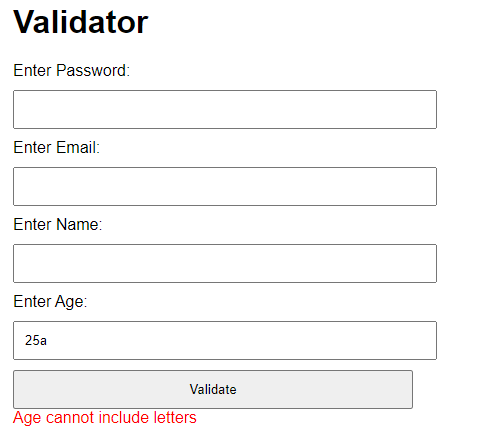 Validator
Enter Password:
Enter Email:
Enter Name:
Enter Age:
25a
Validate
Age cannot include letters